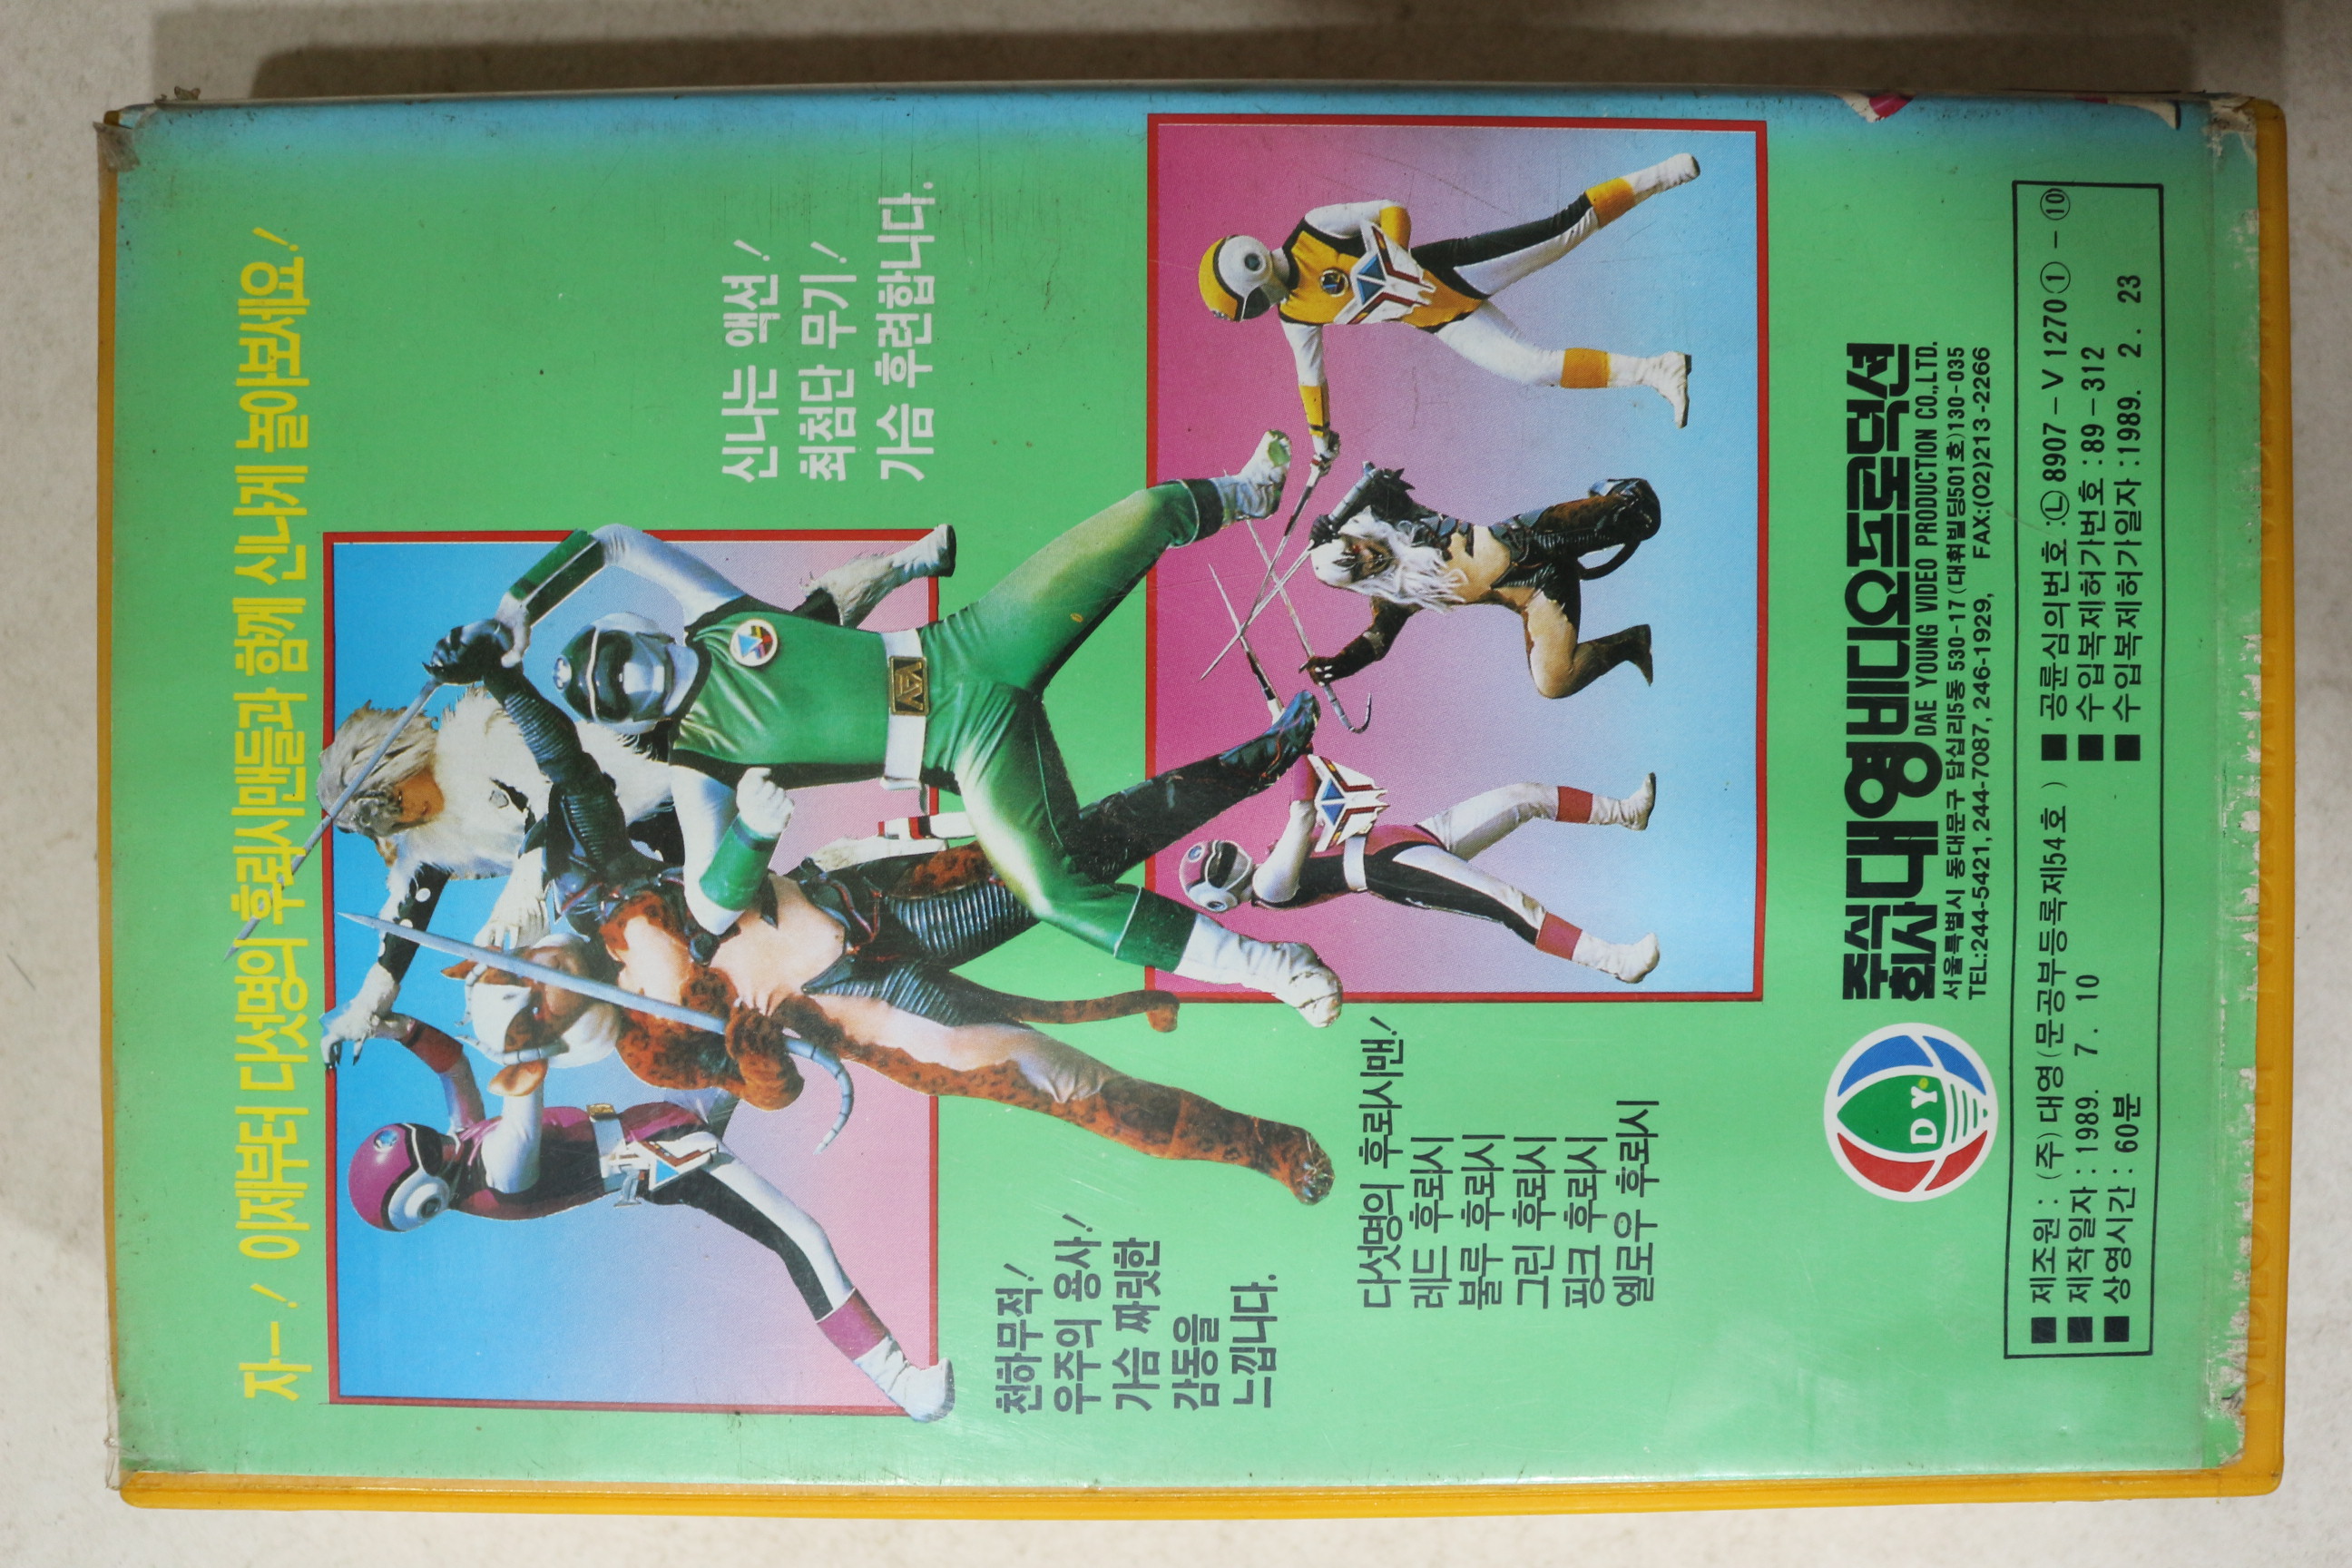 자ㅡ! 이제부터 다섯명의 후뢰시맨들과 함께 신나게 놀아보세요!
신나는 액션!
최첨단 무기!
가슴 후련합니다.
천하무적!
우주의 용사!
가슴 짜릿한
감동을
느낍니다.
다섯명의 후뢰시맨!
레드 후뢰시
불루 후뢰시
그린 후뢰시
핑크 후뢰시
옐로우 후뢰시
DY
주식회사 대영비디오프로덕션
DAE YOUNG VIDEO PRODUCTION CO.,LTD.
서울특별시 동대문구 답십리5동 530-17(대휘빌딩501호)130-035
TEL:244-5421, 244-7087, 246-1929, FAX:(02)213-2266
■ 제조원 : (주)대영(문공부등록제54호) ■ 공륜심의번호 :Ⓛ8907-V1270①-⑩
■ 제작일자 : 1989. 7. 10 ■ 수입복제허가번호 : 89-312
■ 상영시간 : 60분 ■ 수입복제허가일자 :1989. 2. 23